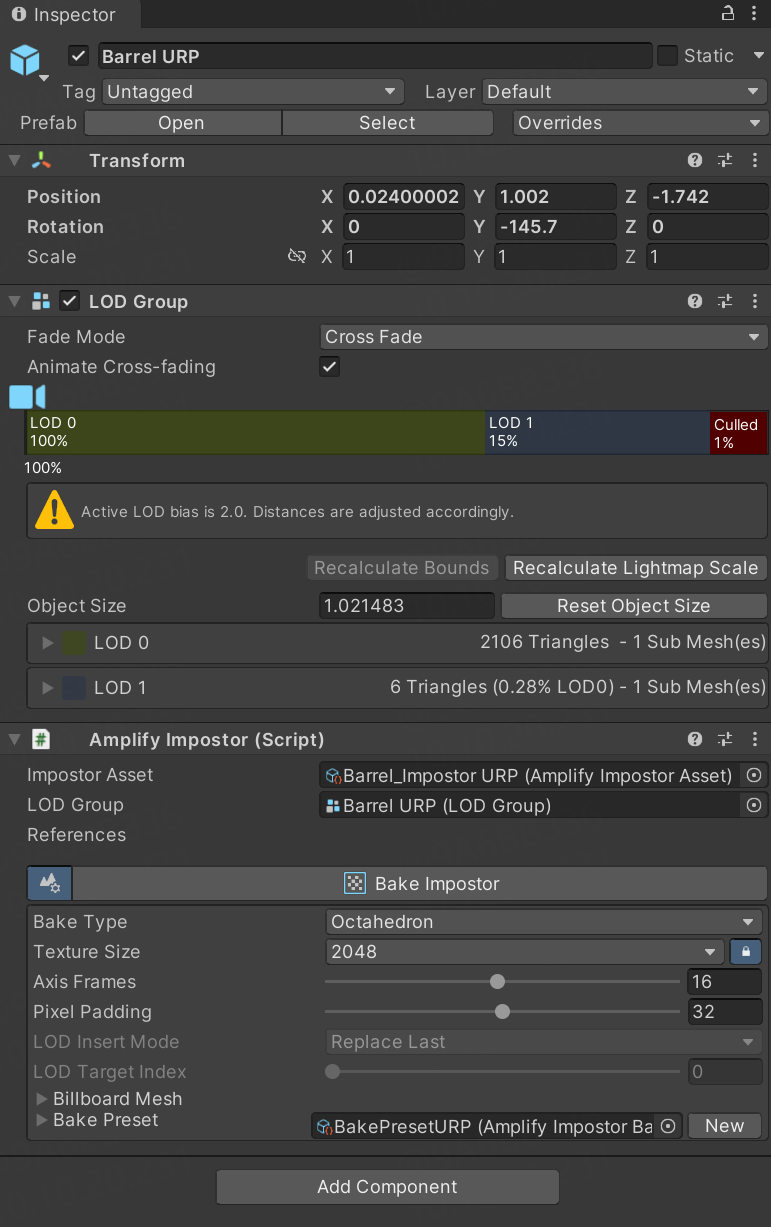 Inspector
Barrel URP
Static
Tag Untagged Layer Default
Prefab Open Select Overrides
Transform
Position X 0.02400002 Y 1.002 Z -1.742
Rotation X 0 Y -145.7 Z 0
Scale X 1 Y 1 Z 1
LOD Group
Fade Mode Cross Fade
Animate Cross-fading
LOD 0 LOD 1 Culled
100% 15% 1%
100%
Active LOD bias is 2.0. Distances are adjusted accordingly.
Recalculate Bounds Recalculate Lightmap Scale
Object Size 1.021483 Reset Object Size
LOD 0 2106 Triangles - 1 Sub Mesh(es)
LOD 1 6 Triangles (0.28% LOD0) - 1 Sub Mesh(es)
# Amplify Impostor (Script)
Impostor Asset Barrel_Impostor URP (Amplify Impostor Asset)
LOD Group Barrel URP (LOD Group)
References
Bake Impostor
Bake Type Octahedron
Texture Size 2048
Axis Frames 16
Pixel Padding 32
LOD Insert Mode Replace Last
LOD Target Index 0
Billboard Mesh
Bake Preset BakePresetURP (Amplify Impostor Ba New
Add Component